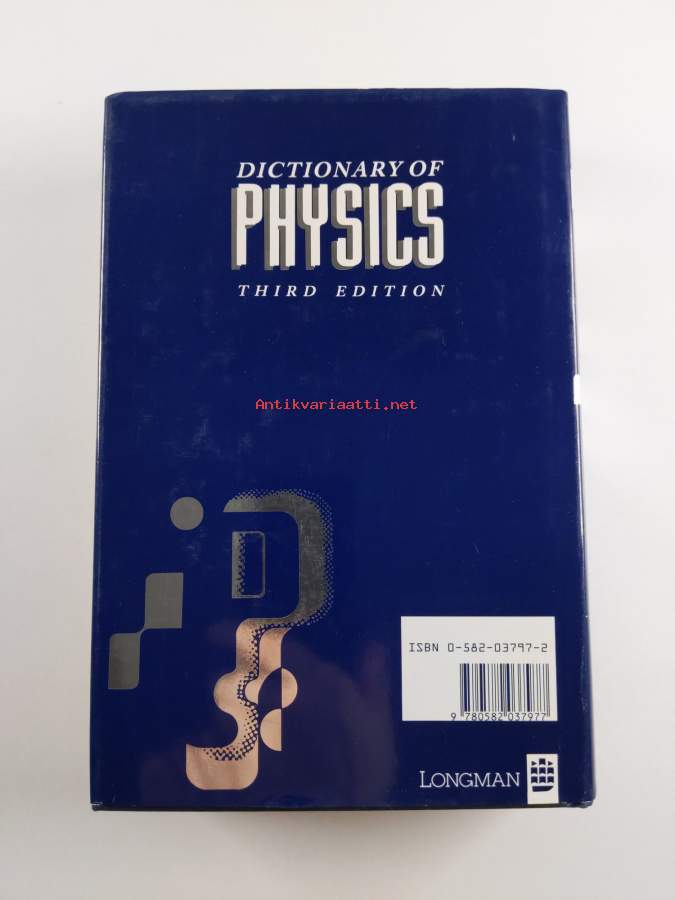 DICTIONARY OF
PHYSICS
THIRD EDITION
Antikvariaatti.net
ISBN 0-582-03797-2
9 780582 037977
LONGMAN